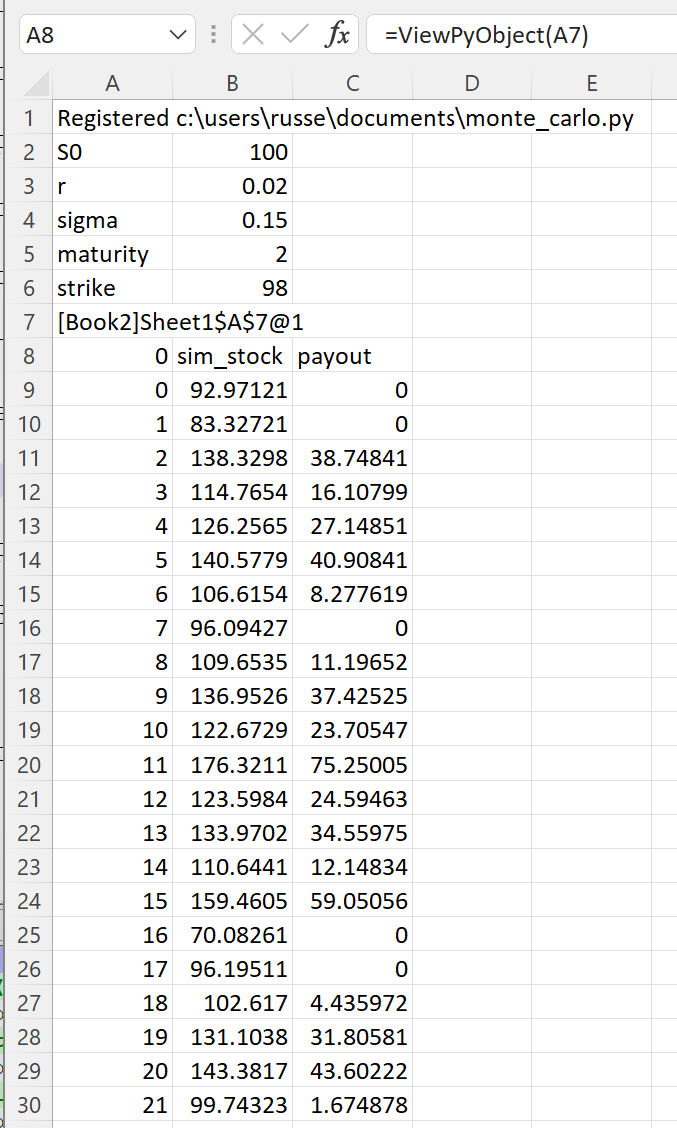 A8 fx =ViewPyObject(A7)
A B C D E
1 Registered c:\users\russe\documents\monte_carlo.py
2 S0 100
3 r 0.02
4 sigma 0.15
5 maturity 2
6 strike 98
7 [Book2]Sheet1$A$7@1
8 0 sim_stock payout
9 0 92.97121 0
10 1 83.32721 0
11 2 138.3298 38.74841
12 3 114.7654 16.10799
13 4 126.2565 27.14851
14 5 140.5779 40.90841
15 6 106.6154 8.277619
16 7 96.09427 0
17 8 109.6535 11.19652
18 9 136.9526 37.42525
19 10 122.6729 23.70547
20 11 176.3211 75.25005
21 12 123.5984 24.59463
22 13 133.9702 34.55975
23 14 110.6441 12.14834
24 15 159.4605 59.05056
25 16 70.08261 0
26 17 96.19511 0
27 18 102.617 4.435972
28 19 131.1038 31.80581
29 20 143.3817 43.60222
30 21 99.74323 1.674878